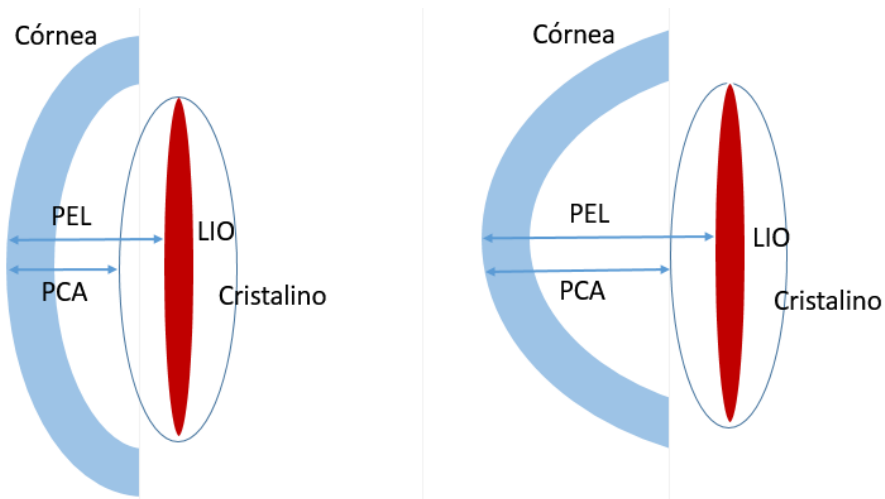 Córnea
PEL
LIO
PCA
Cristalino
Córnea
PEL
LIO
PCA
Cristalino